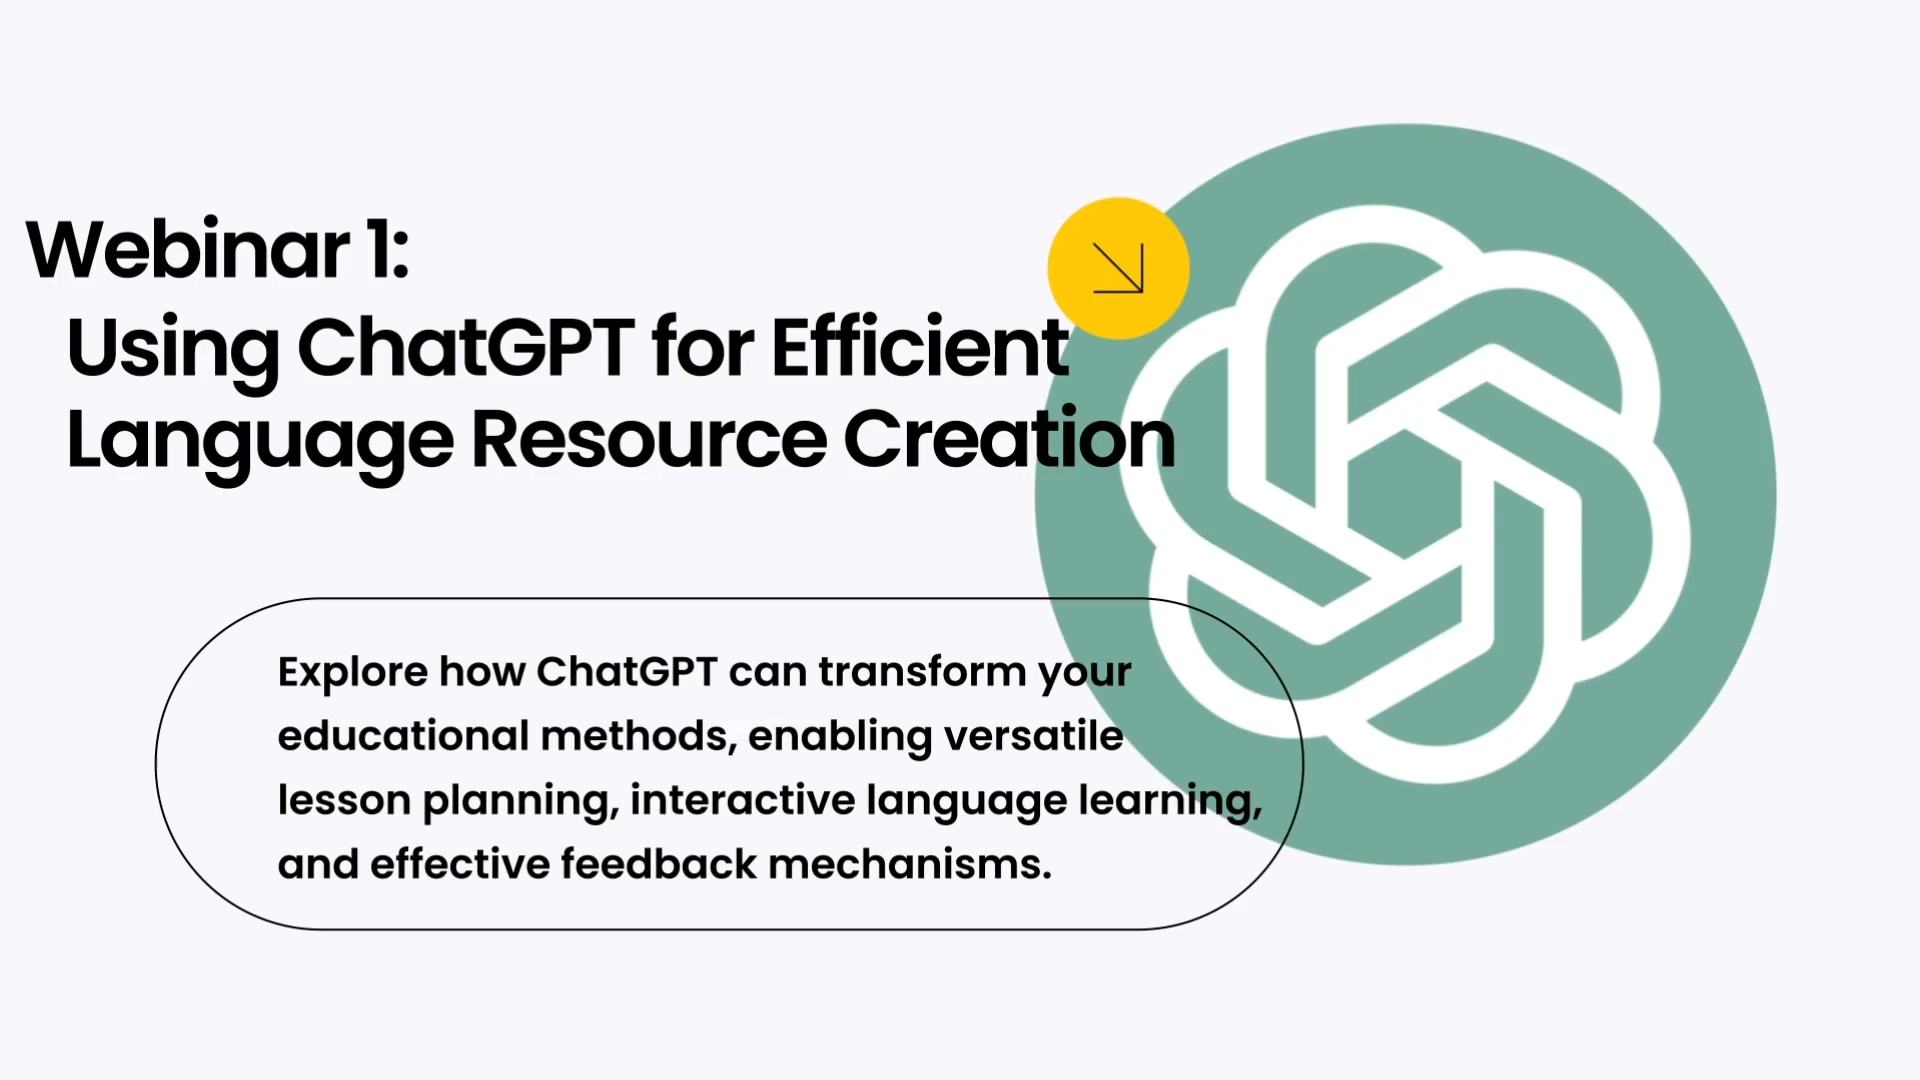 Webinar 1:
Using ChatGPT for Efficient
Language Resource Creation
Explore how ChatGPT can transform your
educational methods, enabling versatile
lesson planning, interactive language learning,
and effective feedback mechanisms.